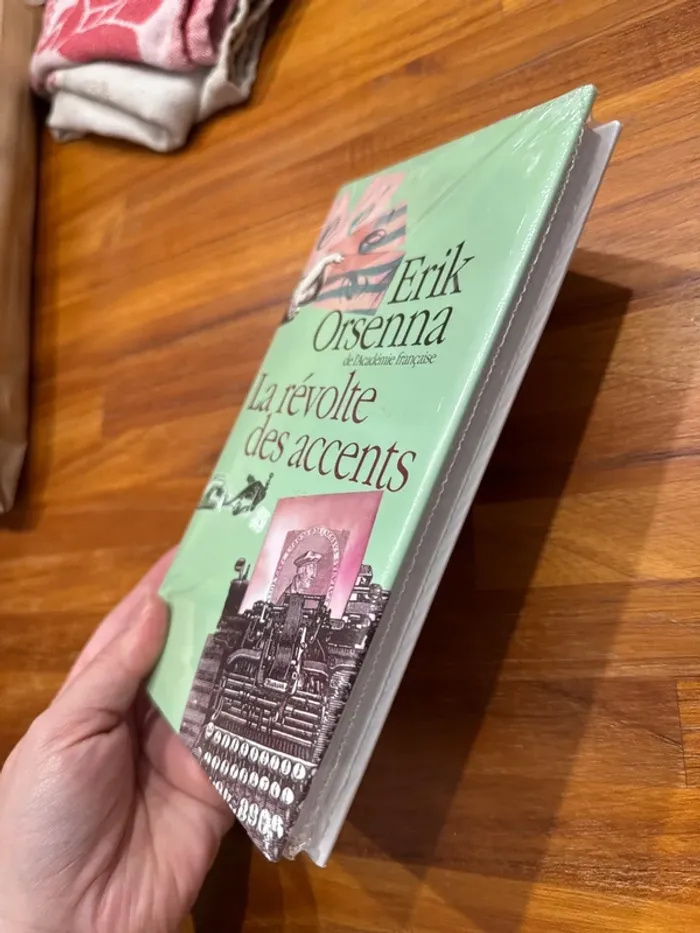 Erik
Orsenna
de l'Académie française
La révolte
des accents